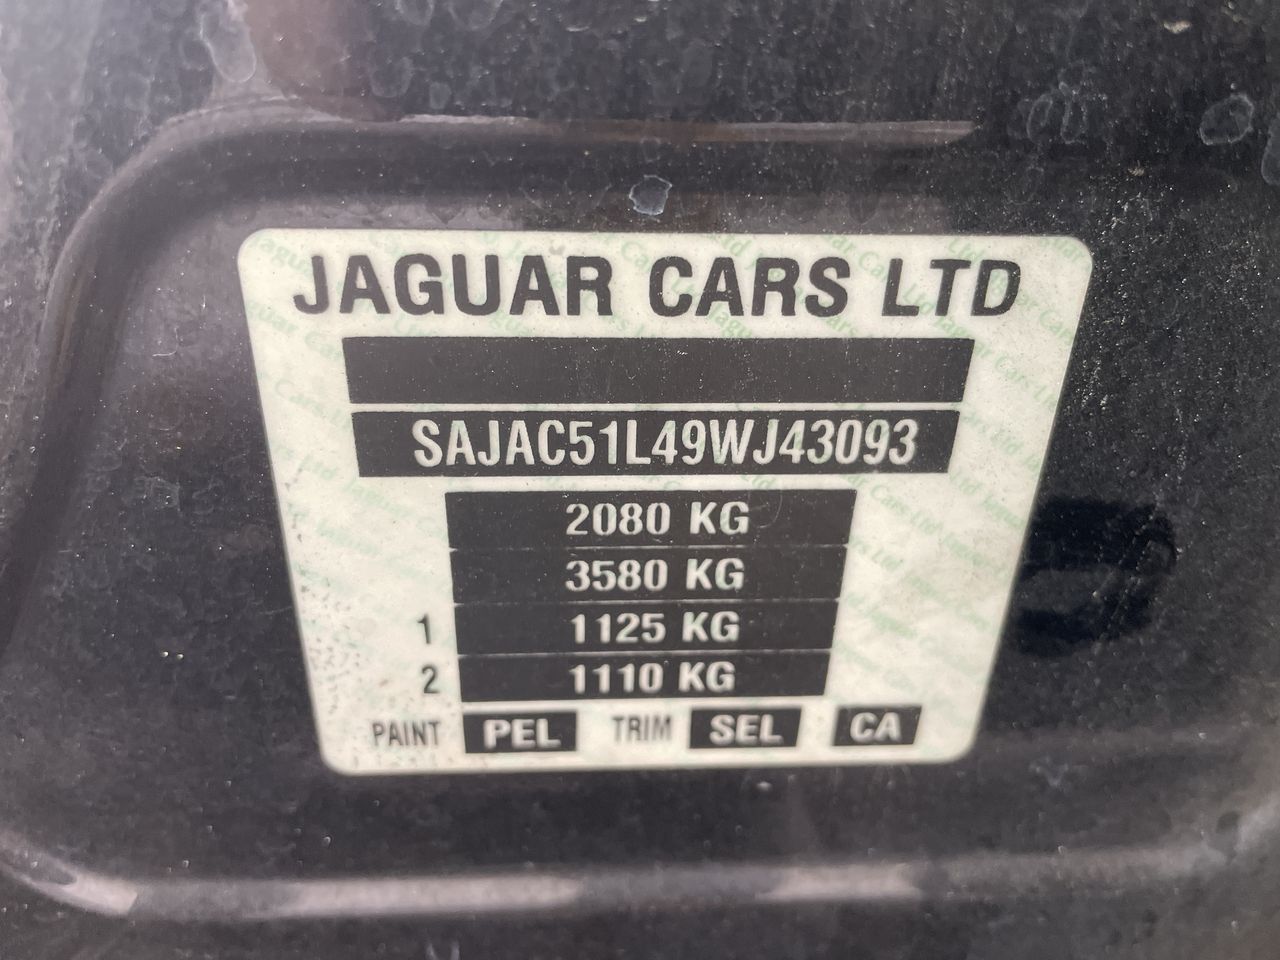 JAGUAR CARS LTD
SAJAC51L49WJ43093
2080 KG
3580 KG
1 1125 KG
2 1110 KG
PAINT PEL TRIM SEL CA